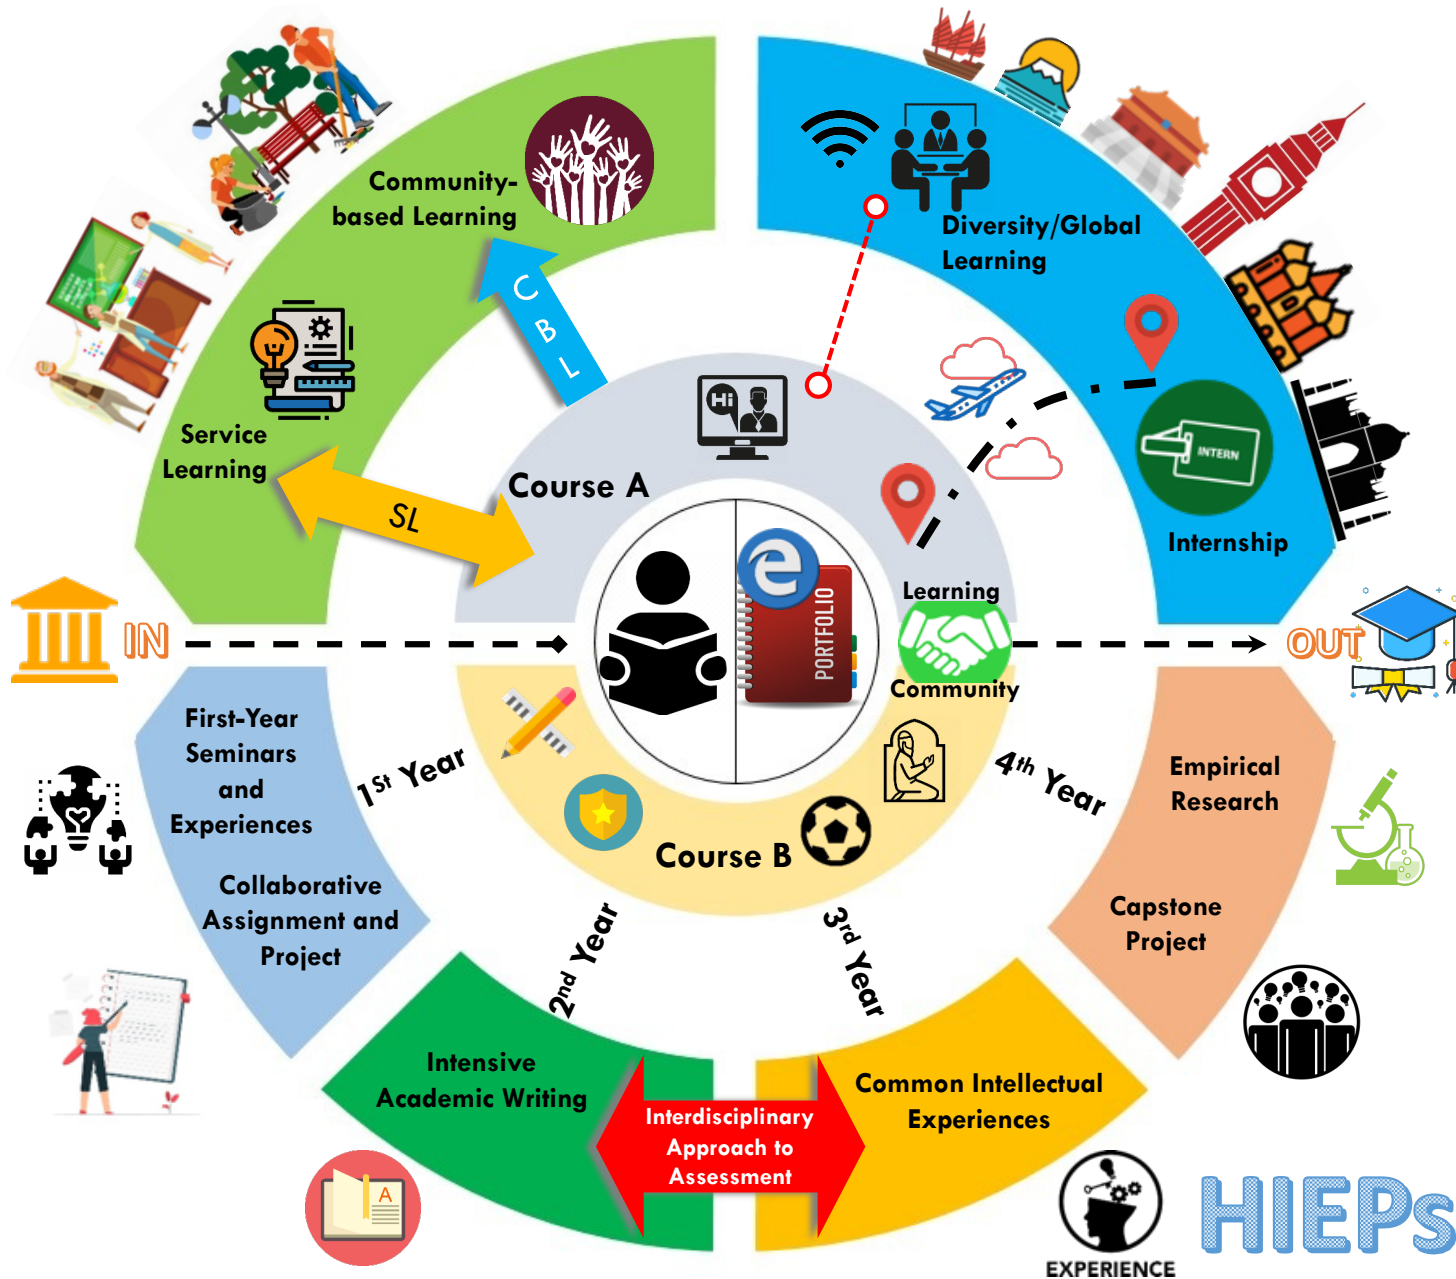 Community-
based Learning
Diversity/Global
Learning
C
B
L
Hi
Service
Learning
SL
Course A
INTERN
Internship
IN
e
PORTFOLIO
Learning
Community
OUT
First-Year
Seminars
and
Experiences
1St Year
4th Year
Empirical
Research
Course B
Collaborative
Assignment and
Project
2nd Year
3rd Year
Capstone
Project
Intensive
Academic Writing
Interdisciplinary
Approach to
Assessment
Common Intellectual
Experiences
A
EXPERIENCE
HIEPs